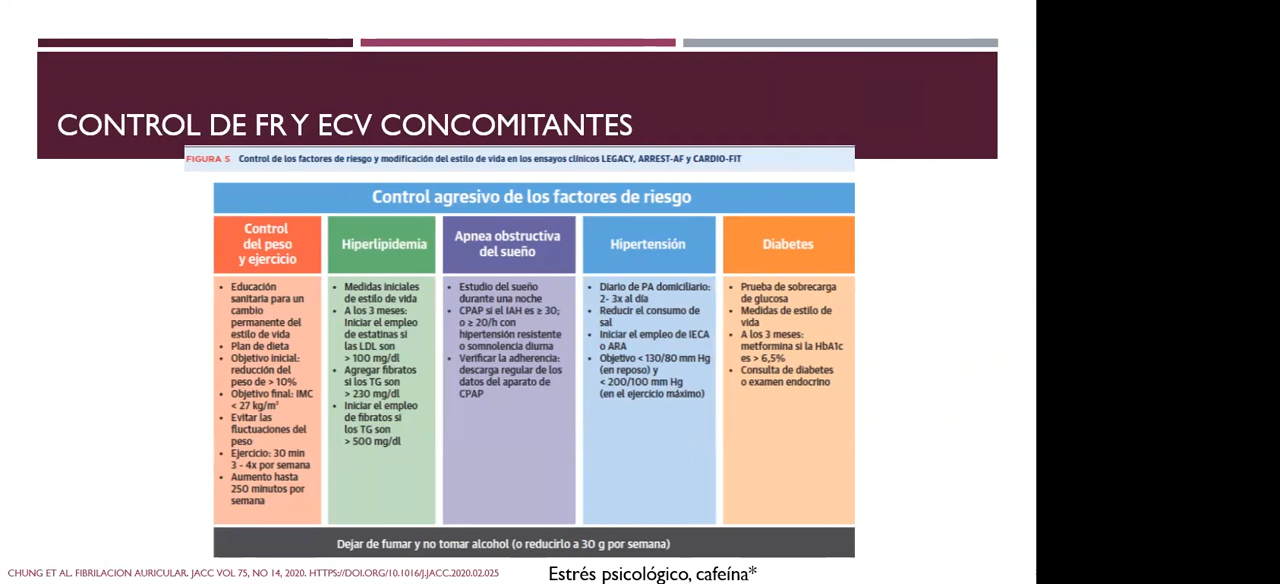 CONTROL DE FR Y ECV CONCOMITANTES
FIGURA 5 Control de los factores de riesgo y modificación del estilo de vida en los ensayos clínicos LEGACY, ARREST-AF y CARDIO-FIT
Control agresivo de los factores de riesgo
Control
del peso
y ejercicio
• Educación
sanitaria para un
cambio
permanente del
estilo de vida
• Plan de dieta
• Objetivo inicial:
reducción del
peso de > 10%
• Objetivo final: IMC
< 27 kg/m²
• Evitar las
fluctuaciones del
peso
• Ejercicio: 30 min
3 - 4x por semana
• Aumento hasta
250 minutos por
semana
Hiperlipidemia
• Medidas iniciales
de estilo de vida
• A los 3 meses:
Iniciar el empleo
de estatinas si
las LDL son
> 100 mg/dl
• Agregar fibratos
si los TG son
> 230 mg/dl
• Iniciar el empleo
de fibratos si
los TG son
> 500 mg/dl
Apnea obstructiva
del sueño
• Estudio del sueño
durante una noche
• CPAP si el IAH es ≥ 30;
o ≥ 20/h con
hipertensión resistente
o somnolencia diurna
• Verificar la adherencia:
descarga regular de los
datos del aparato de
CPAP
Hipertensión
• Diario de PA domiciliario:
2- 3x al día
• Reducir el consumo de
sal
• Iniciar el empleo de IECA
o ARA
• Objetivo < 130/80 mm Hg
(en reposo) y
< 200/100 mm Hg
(en el ejercicio máximo)
Diabetes
• Prueba de sobrecarga
de glucosa
• Medidas de estilo de
vida
• A los 3 meses:
metformina si la HbA1c
es > 6,5%
• Consulta de diabetes
o examen endocrino
Dejar de fumar y no tomar alcohol (o reducirlo a 30 g por semana)
CHUNG ET AL. FIBRILACION AURICULAR. JACC VOL 75, NO 14, 2020. HTTPS://DOI.ORG/10.1016/J.JACC.2020.02.025
Estrés psicológico, cafeína*